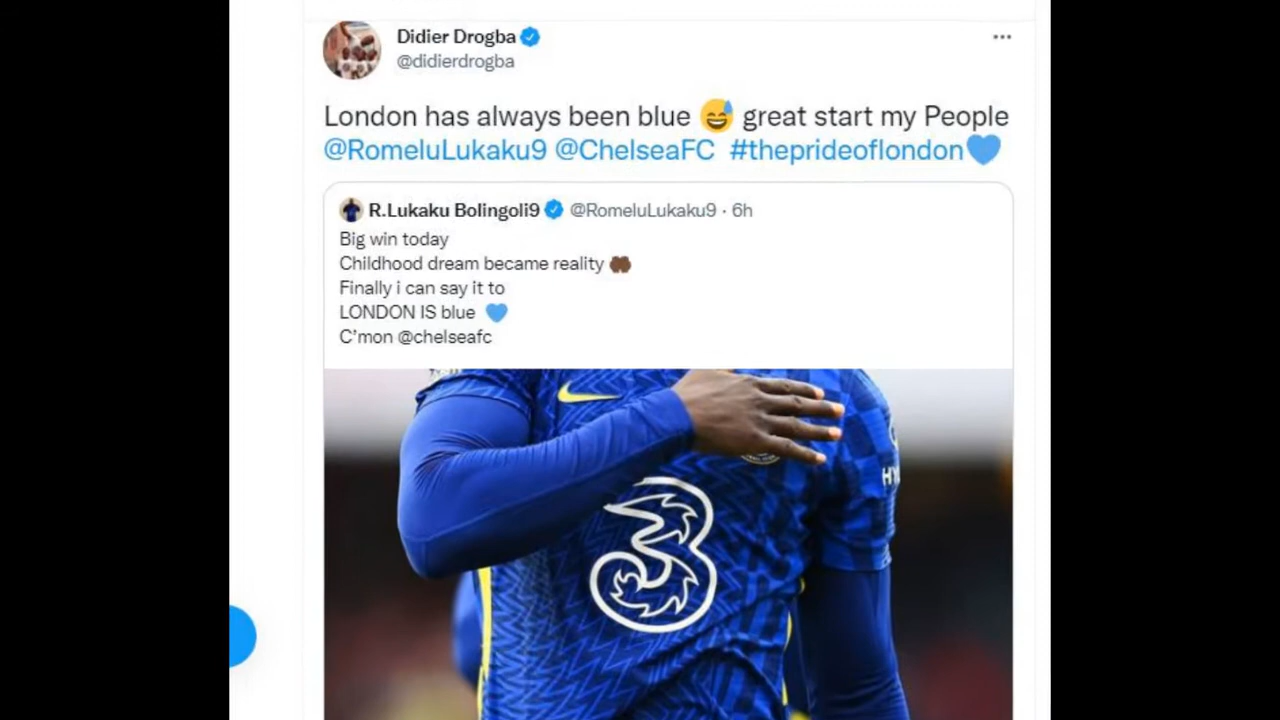 Didier Drogba
@didierdrogba
London has always been blue 😅 great start my People
@RomeluLukaku9 @ChelseaFC #theprideoflondon💙
R.Lukaku Bolingoli9 @RomeluLukaku9 · 6h
Big win today
Childhood dream became reality 🤲🏿
Finally i can say it to
LONDON IS blue 💙
C'mon @chelseafc
3